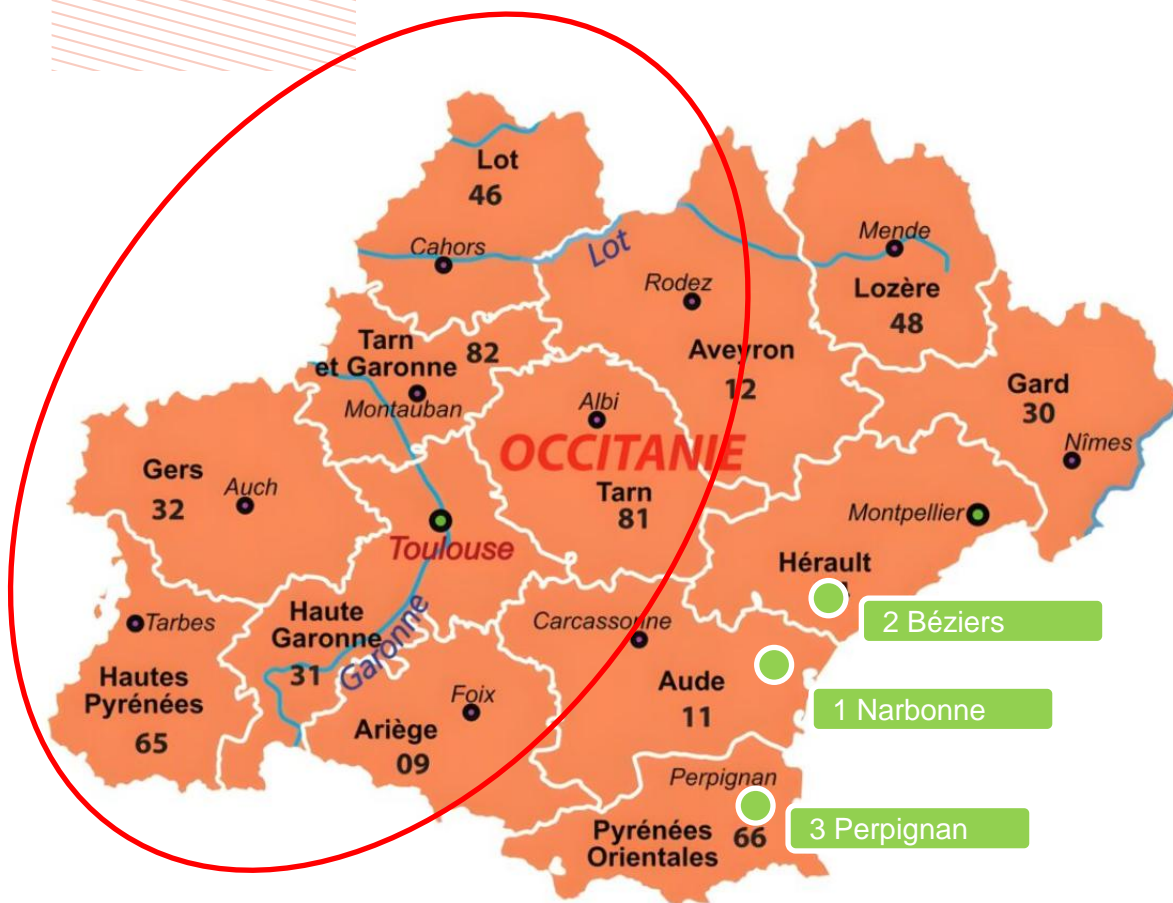 Lot
46
Cahors
Lot
Mende
Lozère
48
Rodez
Aveyron
12
Tarn
et Garonne
82
Montauban
Albi
OCCITANIE
Tarn
81
Gard
30
Nîmes
Gers
32
Auch
Toulouse
Montpellier
Hérault
2 Béziers
Tarbes
Hautes
Pyrénées
65
Haute
Garonne
31
Garonne
Carcassonne
Aude
11
1 Narbonne
Foix
Ariège
09
Perpignan
3 Perpignan
Pyrénées
Orientales
66